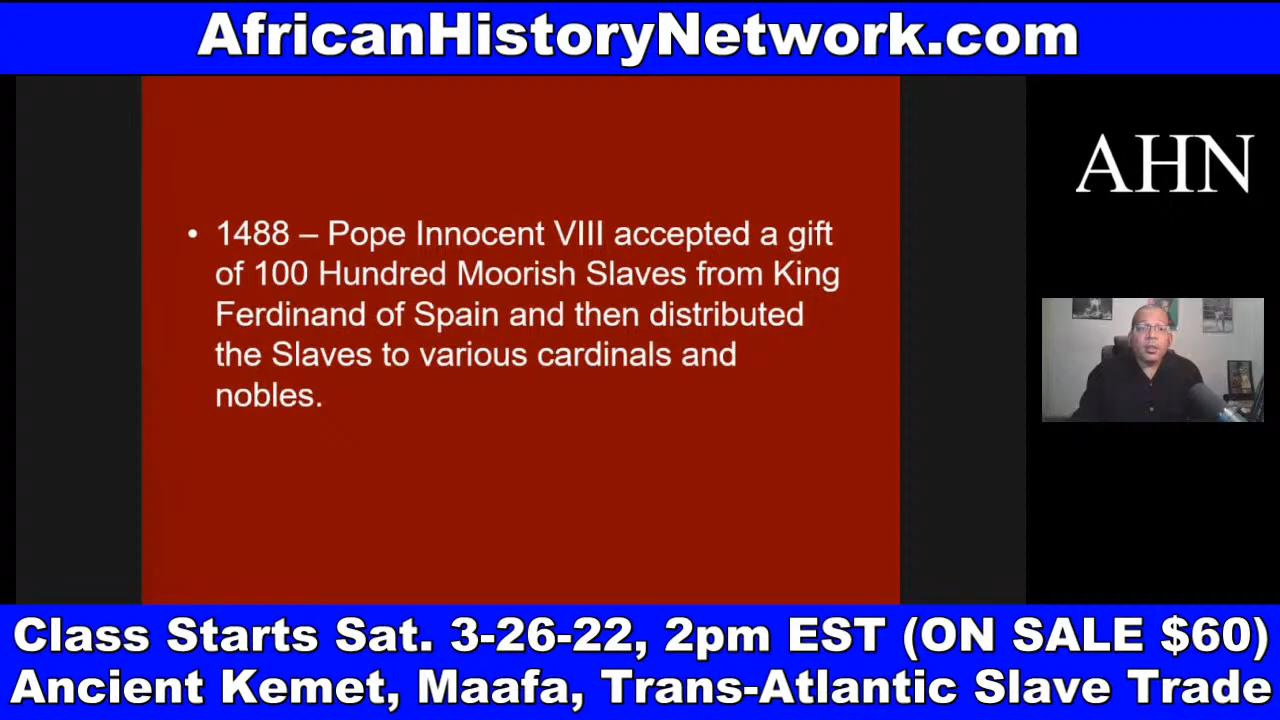 AfricanHistoryNetwork.com
AHN
• 1488 – Pope Innocent VIII accepted a gift
of 100 Hundred Moorish Slaves from King
Ferdinand of Spain and then distributed
the Slaves to various cardinals and
nobles.
Class Starts Sat. 3-26-22, 2pm EST (ON SALE $60)
Ancient Kemet, Maafa, Trans-Atlantic Slave Trade